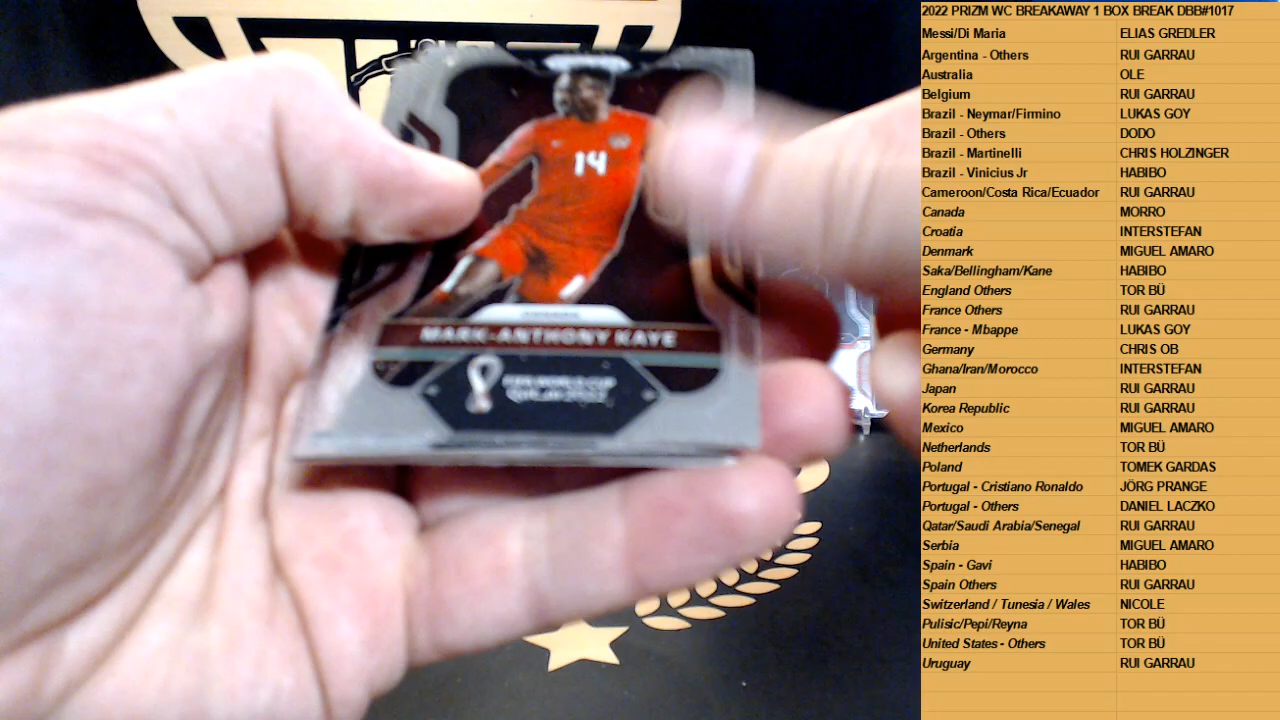 14
MARK-ANTHONY KAYE
FIFA WORLD CUP
QATAR 2022
2022 PRIZM WC BREAKAWAY 1 BOX BREAK DBB#1017
Messi/Di Maria ELIAS GREDLER
Argentina - Others RUI GARRAU
Australia OLE
Belgium RUI GARRAU
Brazil - Neymar/Firmino LUKAS GOY
Brazil - Others DODO
Brazil - Martinelli CHRIS HOLZINGER
Brazil - Vinicius Jr HABIBO
Cameroon/Costa Rica/Ecuador RUI GARRAU
Canada MORRO
Croatia INTERSTEFAN
Denmark MIGUEL AMARO
Saka/Bellingham/Kane HABIBO
England Others TOR BÜ
France Others RUI GARRAU
France - Mbappe LUKAS GOY
Germany CHRIS OB
Ghana/Iran/Morocco INTERSTEFAN
Japan RUI GARRAU
Korea Republic RUI GARRAU
Mexico MIGUEL AMARO
Netherlands TOR BÜ
Poland TOMEK GARDAS
Portugal - Cristiano Ronaldo JÖRG PRANGE
Portugal - Others DANIEL LACZKO
Qatar/Saudi Arabia/Senegal RUI GARRAU
Serbia MIGUEL AMARO
Spain - Gavi HABIBO
Spain Others RUI GARRAU
Switzerland / Tunesia / Wales NICOLE
Pulisic/Pepi/Reyna TOR BÜ
United States - Others TOR BÜ
Uruguay RUI GARRAU